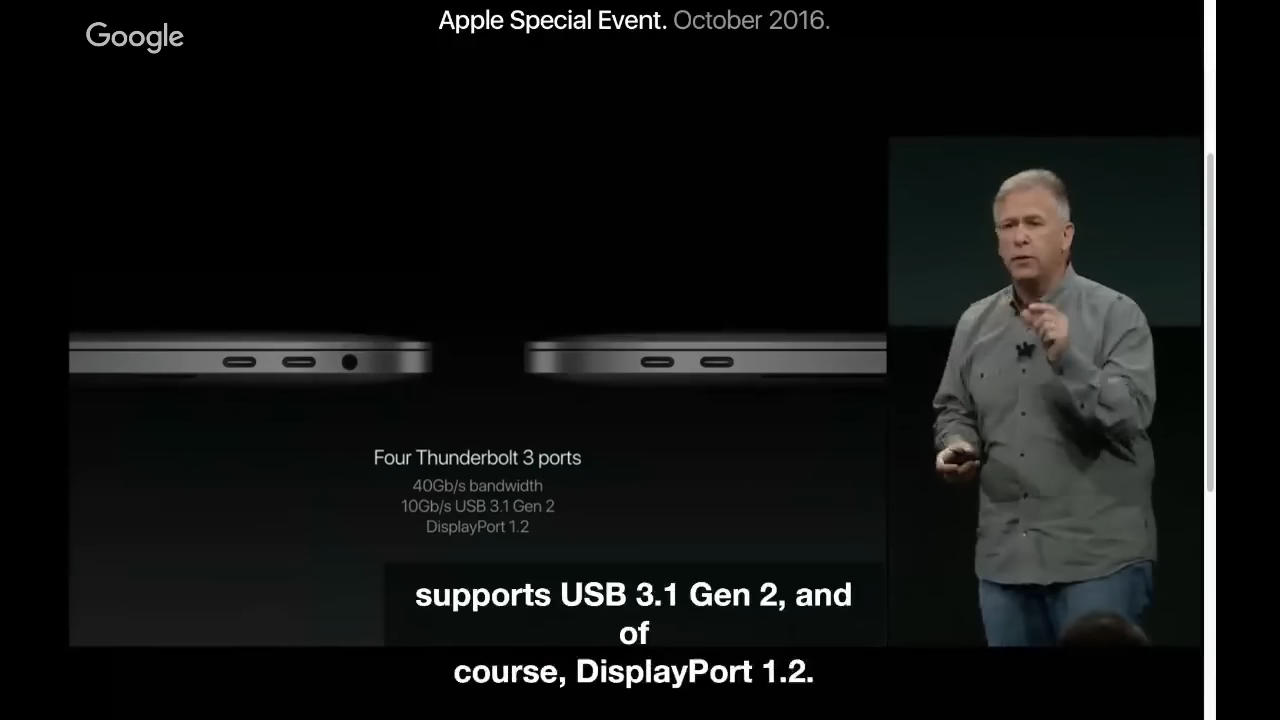 Google
Apple Special Event. October 2016.
Four Thunderbolt 3 ports
40Gb/s bandwidth
10Gb/s USB 3.1 Gen 2
DisplayPort 1.2
supports USB 3.1 Gen 2, and
of
course, DisplayPort 1.2.